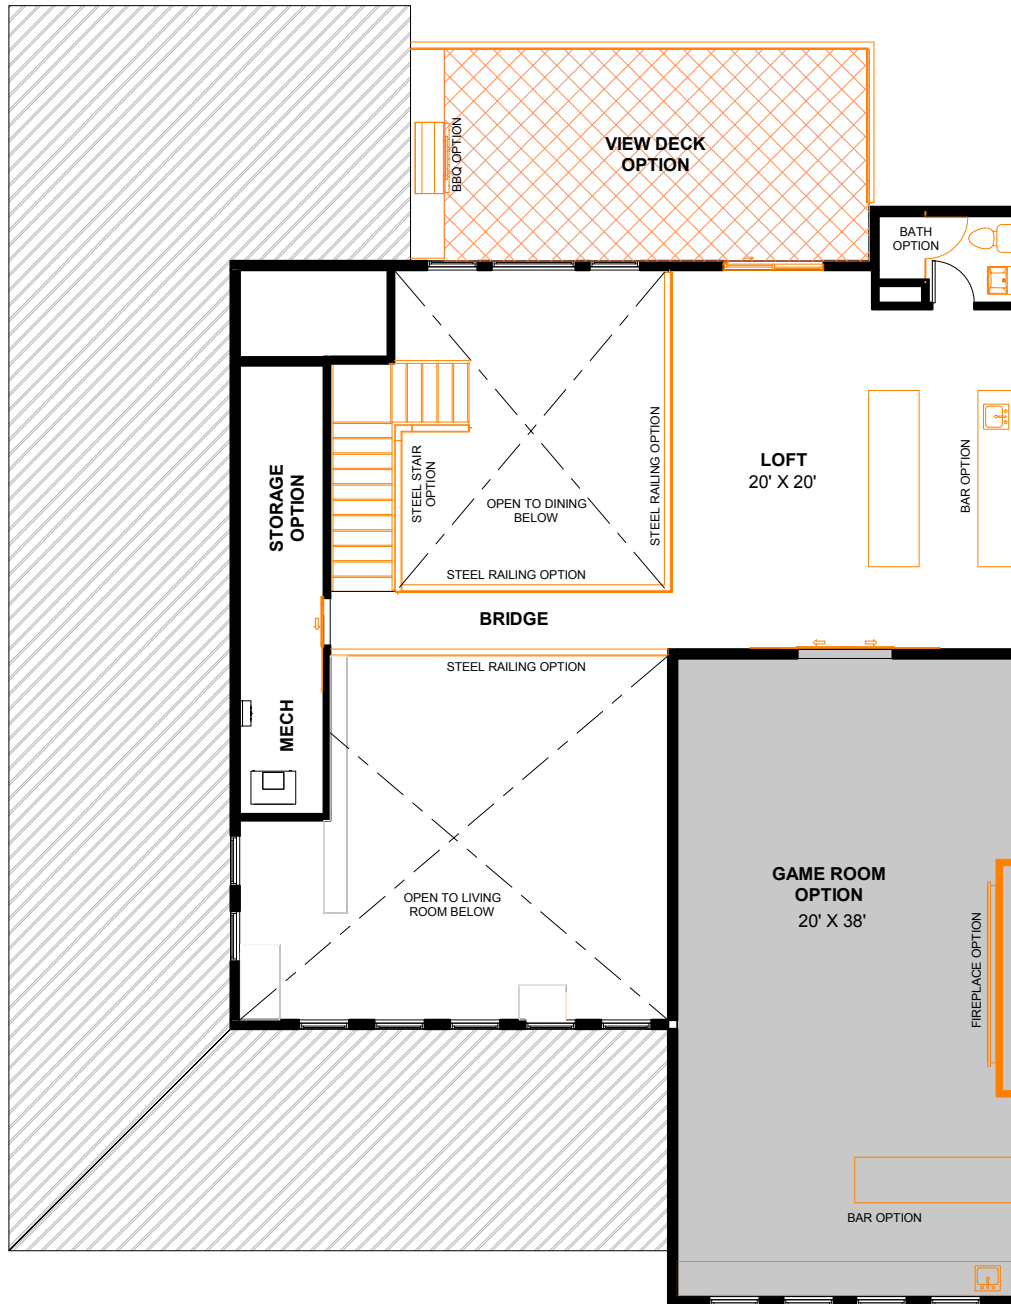 VIEW DECK
OPTION
BBQ OPTION
BATH
OPTION
STORAGE
OPTION
STEEL STAIR
OPTION
OPEN TO DINING
BELOW
STEEL RAILING OPTION
LOFT
20' X 20'
BAR OPTION
STEEL RAILING OPTION
BRIDGE
STEEL RAILING OPTION
MECH
OPEN TO LIVING
ROOM BELOW
GAME ROOM
OPTION
20' X 38'
FIREPLACE OPTION
BAR OPTION